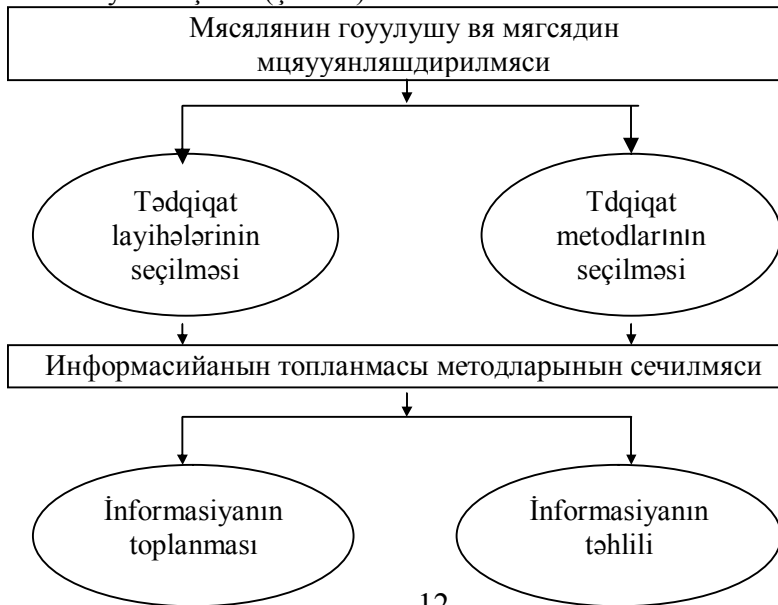 Мясялянин гоуулушу вя мягсядин
мцяууянляшдирилмяси
Tədqiqat
layihələrinin
seçilməsi
Tdqiqat
metodlarının
seçilməsi
Информасийанын топланмасы методларынын сечилмяси
İnformasiyanın
toplanması
İnformasiyanın
təhlili
12